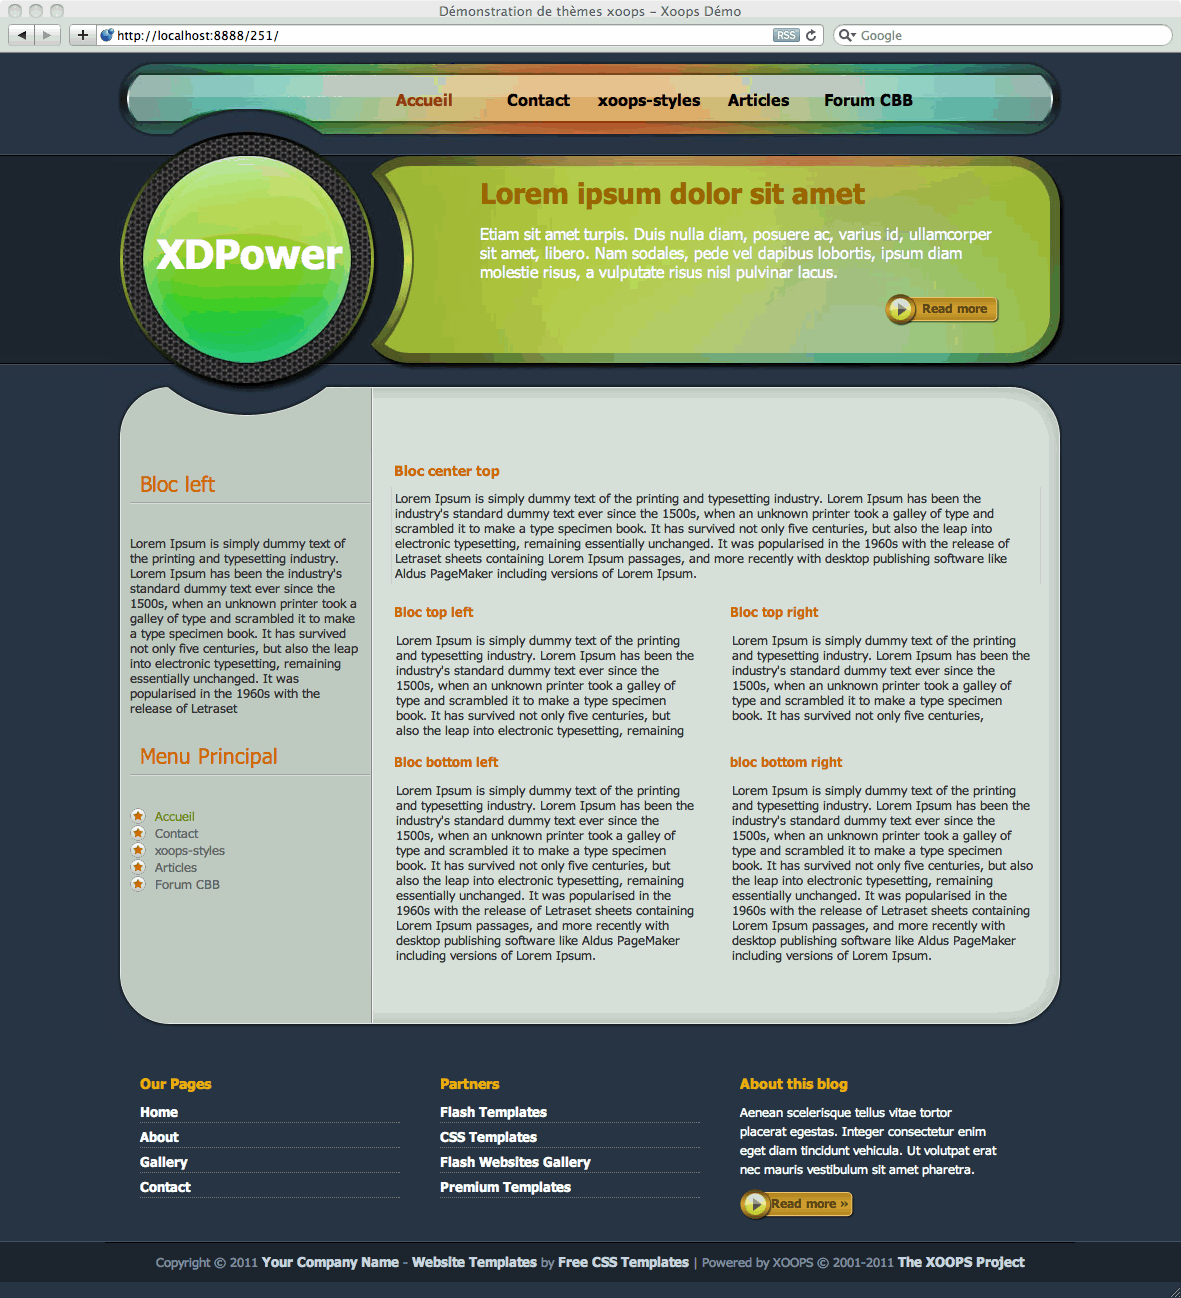 Démonstration de thèmes xoops – Xoops Démo
http://localhost:8888/251/
RSS
Google
Accueil
Contact
xoops-styles
Articles
Forum CBB
XDPower
Lorem ipsum dolor sit amet
Etiam sit amet turpis. Duis nulla diam, posuere ac, varius id, ullamcorper
sit amet, libero. Nam sodales, pede vel dapibus lobortis, ipsum diam
molestie risus, a vulputate risus nisl pulvinar lacus.
Read more
Bloc left
Lorem Ipsum is simply dummy text of
the printing and typesetting industry.
Lorem Ipsum has been the industry's
standard dummy text ever since the
1500s, when an unknown printer took a
galley of type and scrambled it to make
a type specimen book. It has survived
not only five centuries, but also the leap
into electronic typesetting, remaining
essentially unchanged. It was
popularised in the 1960s with the
release of Letraset
Menu Principal
Accueil
Contact
xoops-styles
Articles
Forum CBB
Bloc center top
Lorem Ipsum is simply dummy text of the printing and typesetting industry. Lorem Ipsum has been the
industry's standard dummy text ever since the 1500s, when an unknown printer took a galley of type and
scrambled it to make a type specimen book. It has survived not only five centuries, but also the leap into
electronic typesetting, remaining essentially unchanged. It was popularised in the 1960s with the release of
Letraset sheets containing Lorem Ipsum passages, and more recently with desktop publishing software like
Aldus PageMaker including versions of Lorem Ipsum.
Bloc top left
Lorem Ipsum is simply dummy text of the printing
and typesetting industry. Lorem Ipsum has been the
industry's standard dummy text ever since the
1500s, when an unknown printer took a galley of
type and scrambled it to make a type specimen
book. It has survived not only five centuries, but
also the leap into electronic typesetting, remaining
Bloc top right
Lorem Ipsum is simply dummy text of the printing
and typesetting industry. Lorem Ipsum has been the
industry's standard dummy text ever since the
1500s, when an unknown printer took a galley of
type and scrambled it to make a type specimen
book. It has survived not only five centuries,
Bloc bottom left
Lorem Ipsum is simply dummy text of the printing
and typesetting industry. Lorem Ipsum has been the
industry's standard dummy text ever since the
1500s, when an unknown printer took a galley of
type and scrambled it to make a type specimen
book. It has survived not only five centuries, but
also the leap into electronic typesetting, remaining
essentially unchanged. It was popularised in the
1960s with the release of Letraset sheets containing
Lorem Ipsum passages, and more recently with
desktop publishing software like Aldus PageMaker
including versions of Lorem Ipsum.
bloc bottom right
Lorem Ipsum is simply dummy text of the printing
and typesetting industry. Lorem Ipsum has been the
industry's standard dummy text ever since the
1500s, when an unknown printer took a galley of
type and scrambled it to make a type specimen
book. It has survived not only five centuries, but also
the leap into electronic typesetting, remaining
essentially unchanged. It was popularised in the
1960s with the release of Letraset sheets containing
Lorem Ipsum passages, and more recently with
desktop publishing software like Aldus PageMaker
including versions of Lorem Ipsum.
Our Pages
Home
About
Gallery
Contact
Partners
Flash Templates
CSS Templates
Flash Websites Gallery
Premium Templates
About this blog
Aenean scelerisque tellus vitae tortor
placerat egestas. Integer consectetur enim
eget diam tincidunt vehicula. Ut volutpat erat
nec mauris vestibulum sit amet pharetra.
Read more »
Copyright © 2011 Your Company Name - Website Templates by Free CSS Templates | Powered by XOOPS © 2001-2011 The XOOPS Project